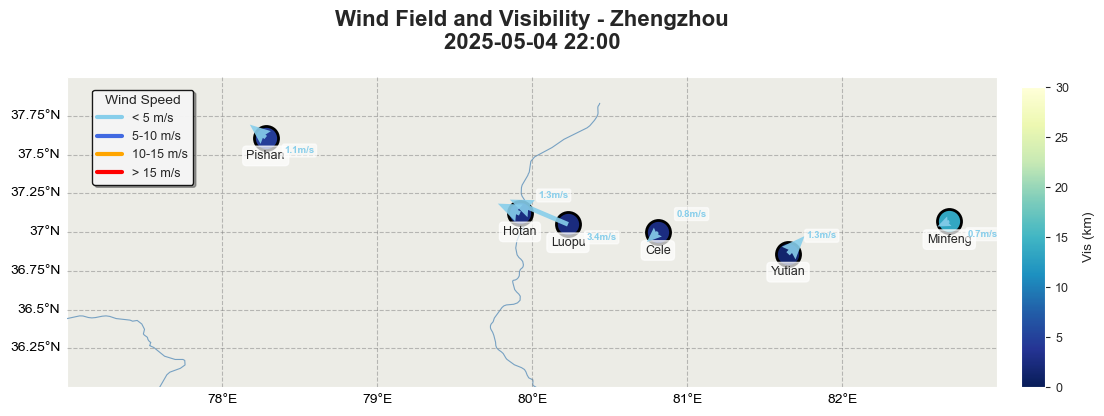 Wind Field and Visibility - Zhengzhou
2025-05-04 22:00
Wind Speed
< 5 m/s
5-10 m/s
10-15 m/s
> 15 m/s
37.75°N
37.5°N
37.25°N
37°N
36.75°N
36.5°N
36.25°N
78°E
79°E
80°E
81°E
82°E
Pishan
1.1m/s
Hotan
1.3m/s
Luopu
3.4m/s
Cele
0.8m/s
Yutian
1.3m/s
Minfeng
0.7m/s
30
25
20
15
10
5
0
Vis (km)